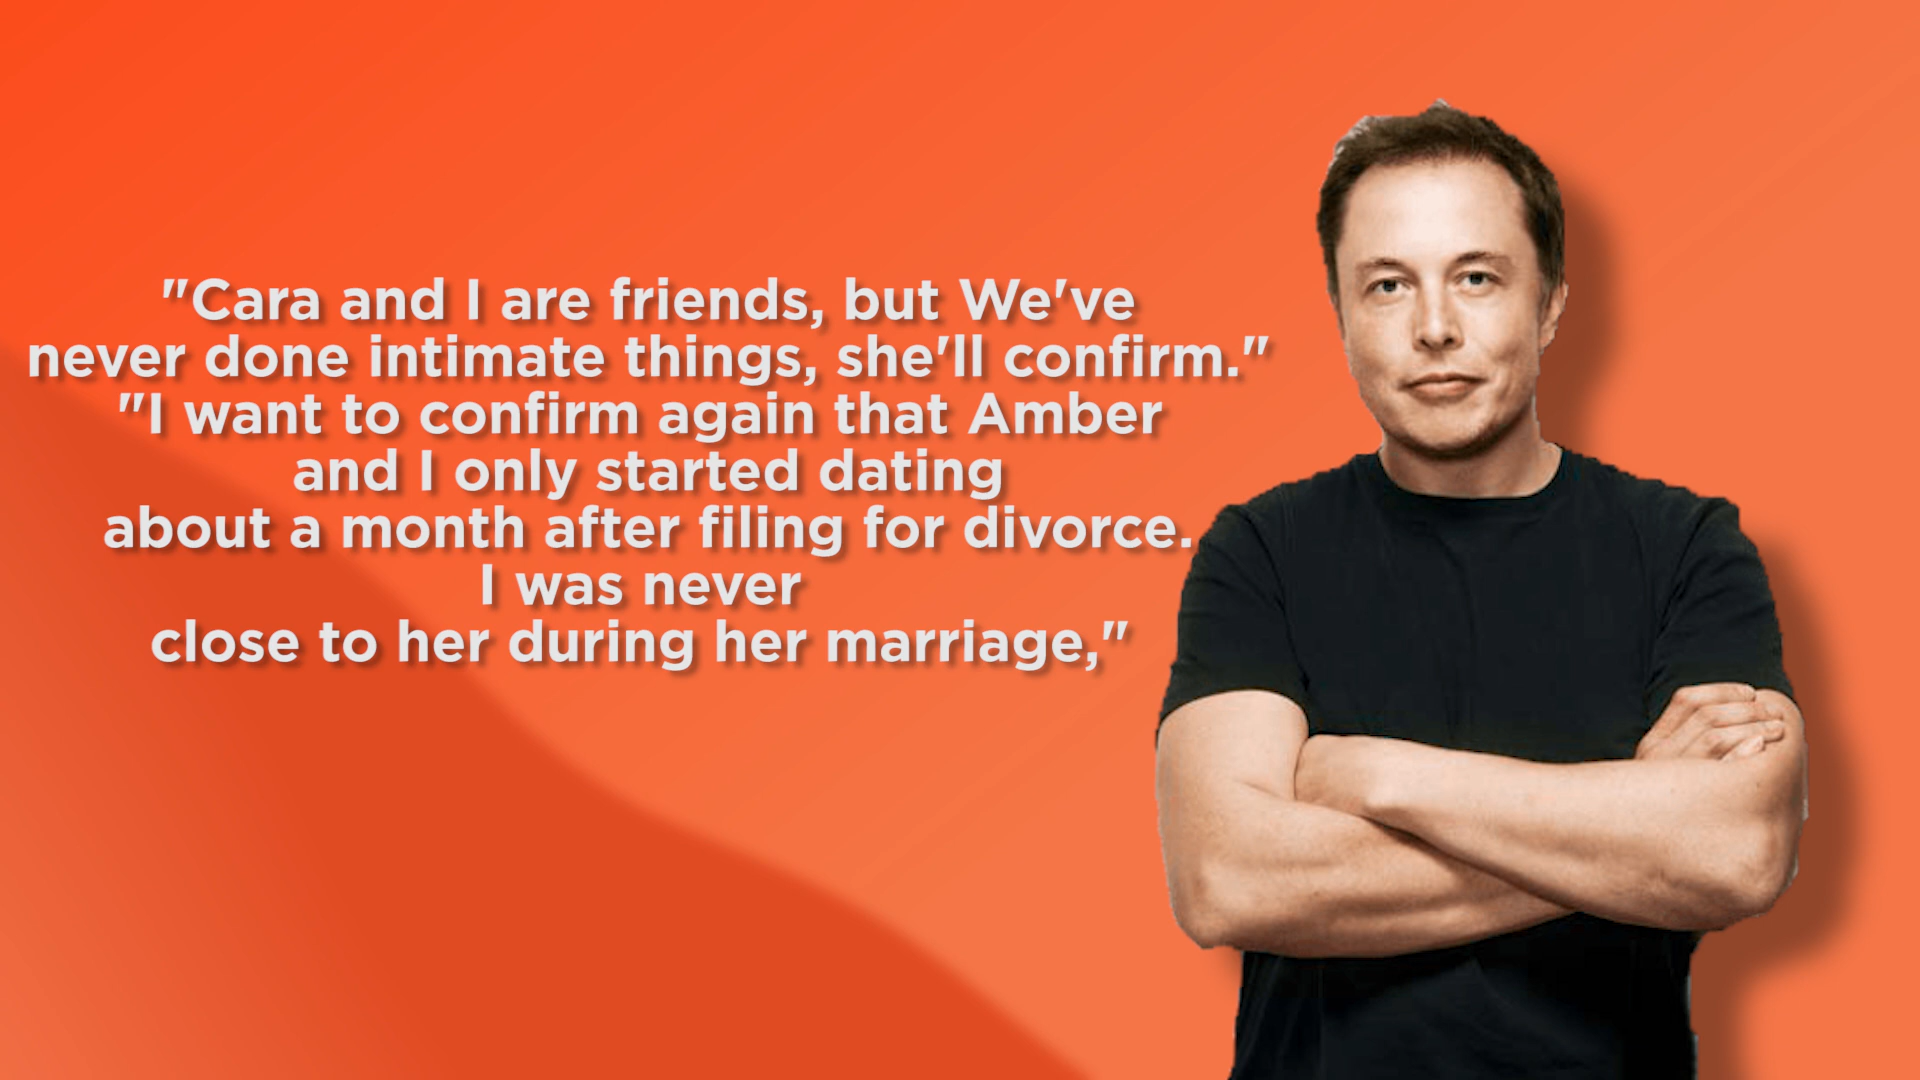 "Cara and I are friends, but We've
never done intimate things, she'll confirm."
"I want to confirm again that Amber
and I only started dating
about a month after filing for divorce.
I was never
close to her during her marriage,"